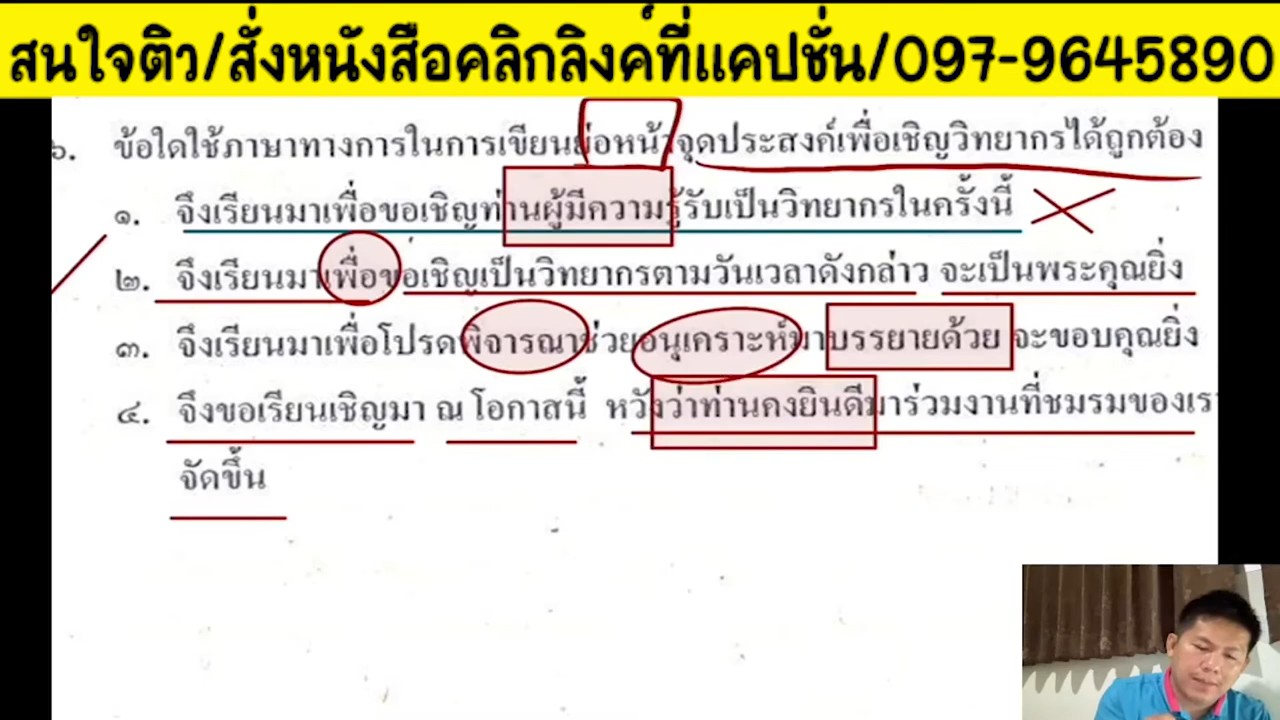 สนใจติว/สั่งหนังสือคลิกลิงค์ที่แคปชั่น/097-9645890
๖. ข้อใดใช้ภาษาทางการในการเขียนย่อหน้าจุดประสงค์เพื่อเชิญวิทยากรได้ถูกต้อง
๑. จึงเรียนมาเพื่อขอเชิญท่านผู้มีความรู้รับเป็นวิทยากรในครั้งนี้
๒. จึงเรียนมาเพื่อขอเชิญเป็นวิทยากรตามวันเวลาดังกล่าว จะเป็นพระคุณยิ่ง
๓. จึงเรียนมาเพื่อโปรดพิจารณาช่วยอนุเคราะห์มาบรรยายด้วย จะขอบคุณยิ่ง
๔. จึงขอเรียนเชิญมา ณ โอกาสนี้ หวังว่าท่านคงยินดีมาร่วมงานที่ชมรมของเรา
จัดขึ้น